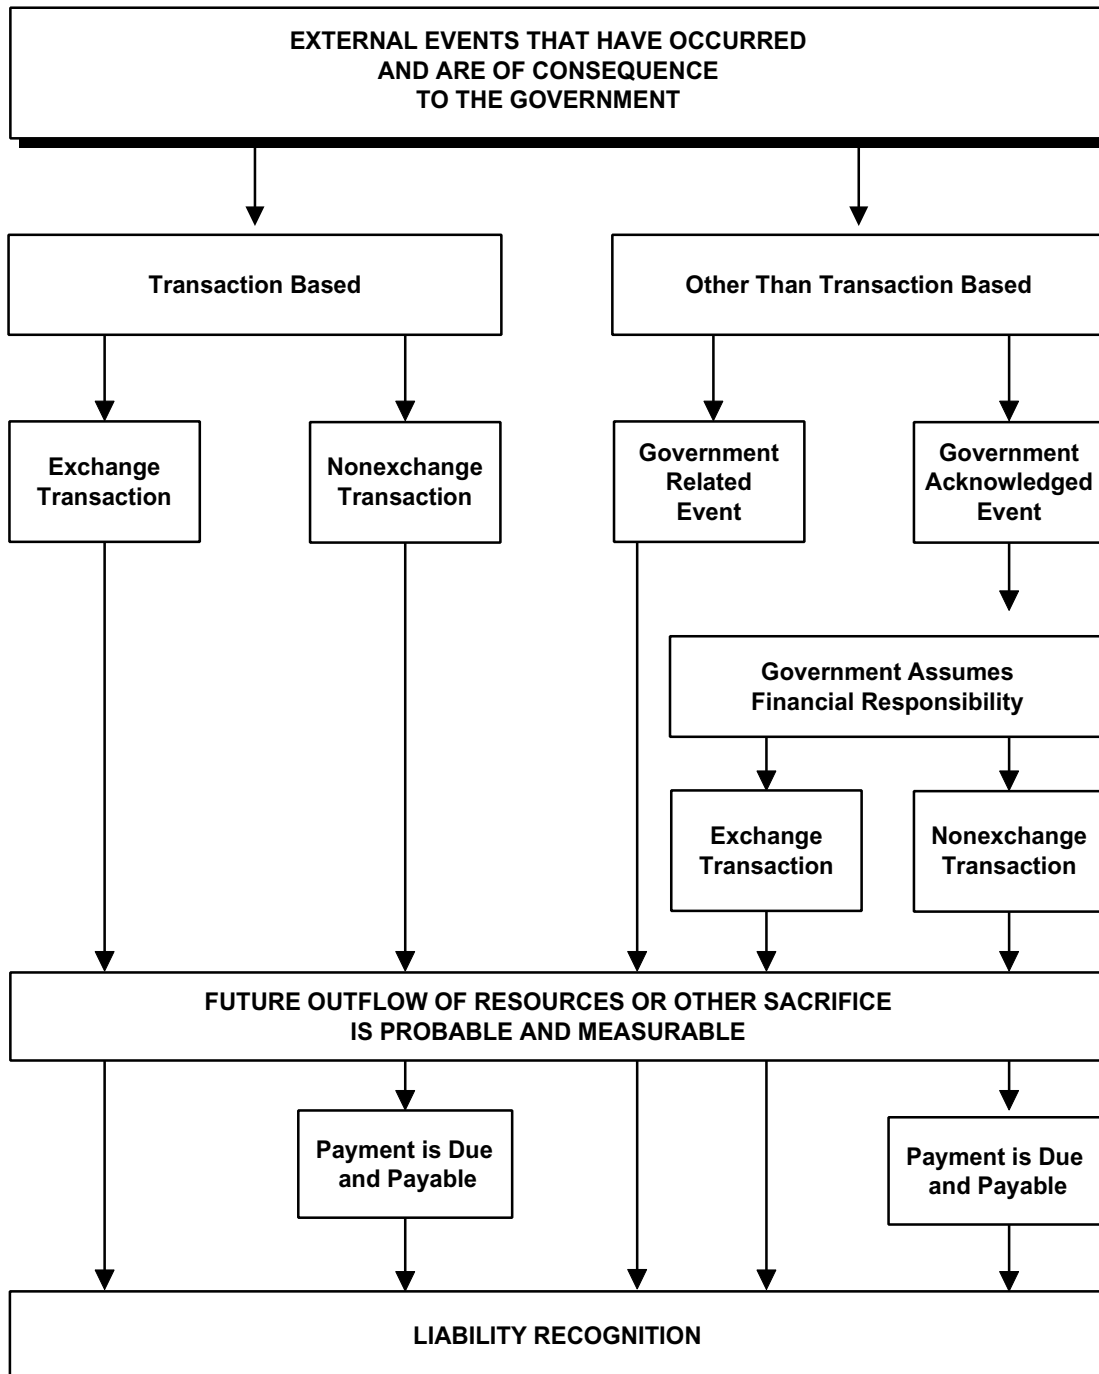 EXTERNAL EVENTS THAT HAVE OCCURRED
AND ARE OF CONSEQUENCE
TO THE GOVERNMENT
Transaction Based
Other Than Transaction Based
Exchange
Transaction
Nonexchange
Transaction
Government
Related
Event
Government
Acknowledged
Event
Government Assumes
Financial Responsibility
Exchange
Transaction
Nonexchange
Transaction
FUTURE OUTFLOW OF RESOURCES OR OTHER SACRIFICE
IS PROBABLE AND MEASURABLE
Payment is Due
and Payable
Payment is Due
and Payable
LIABILITY RECOGNITION